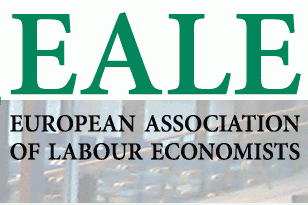 EALE
EUROPEAN ASSOCIATION
OF LABOUR ECONOMISTS